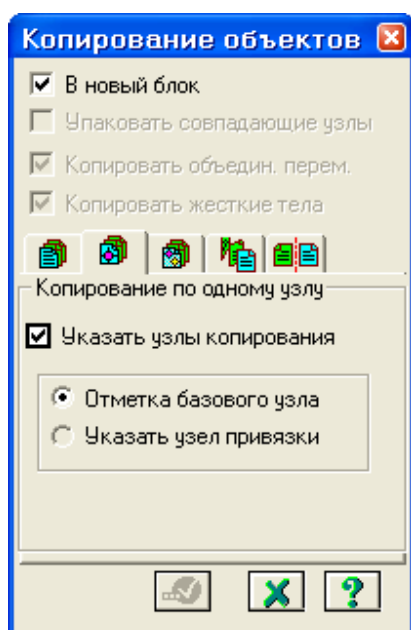 Копирование объектов
В новый блок
Упаковать совпадающие узлы
Копировать объедин. перем.
Копировать жесткие тела
Копирование по одному узлу
Указать узлы копирования
Отметка базового узла
Указать узел привязки